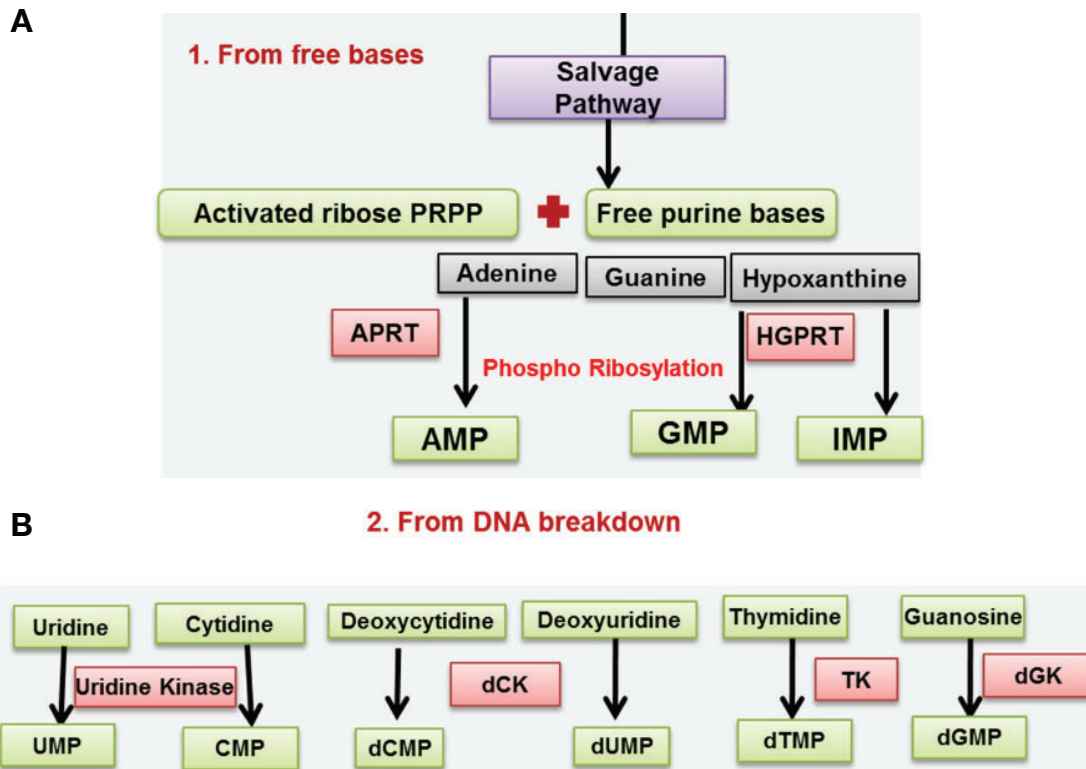 A
1. From free bases
Salvage
Pathway
Activated ribose PRPP
Free purine bases
Adenine
Guanine
Hypoxanthine
APRT
HGPRT
Phospho Ribosylation
AMP
GMP
IMP
B
2. From DNA breakdown
Uridine
Cytidine
Deoxycytidine
Deoxyuridine
Thymidine
Guanosine
Uridine Kinase
dCK
TK
dGK
UMP
CMP
dCMP
dUMP
dTMP
dGMP